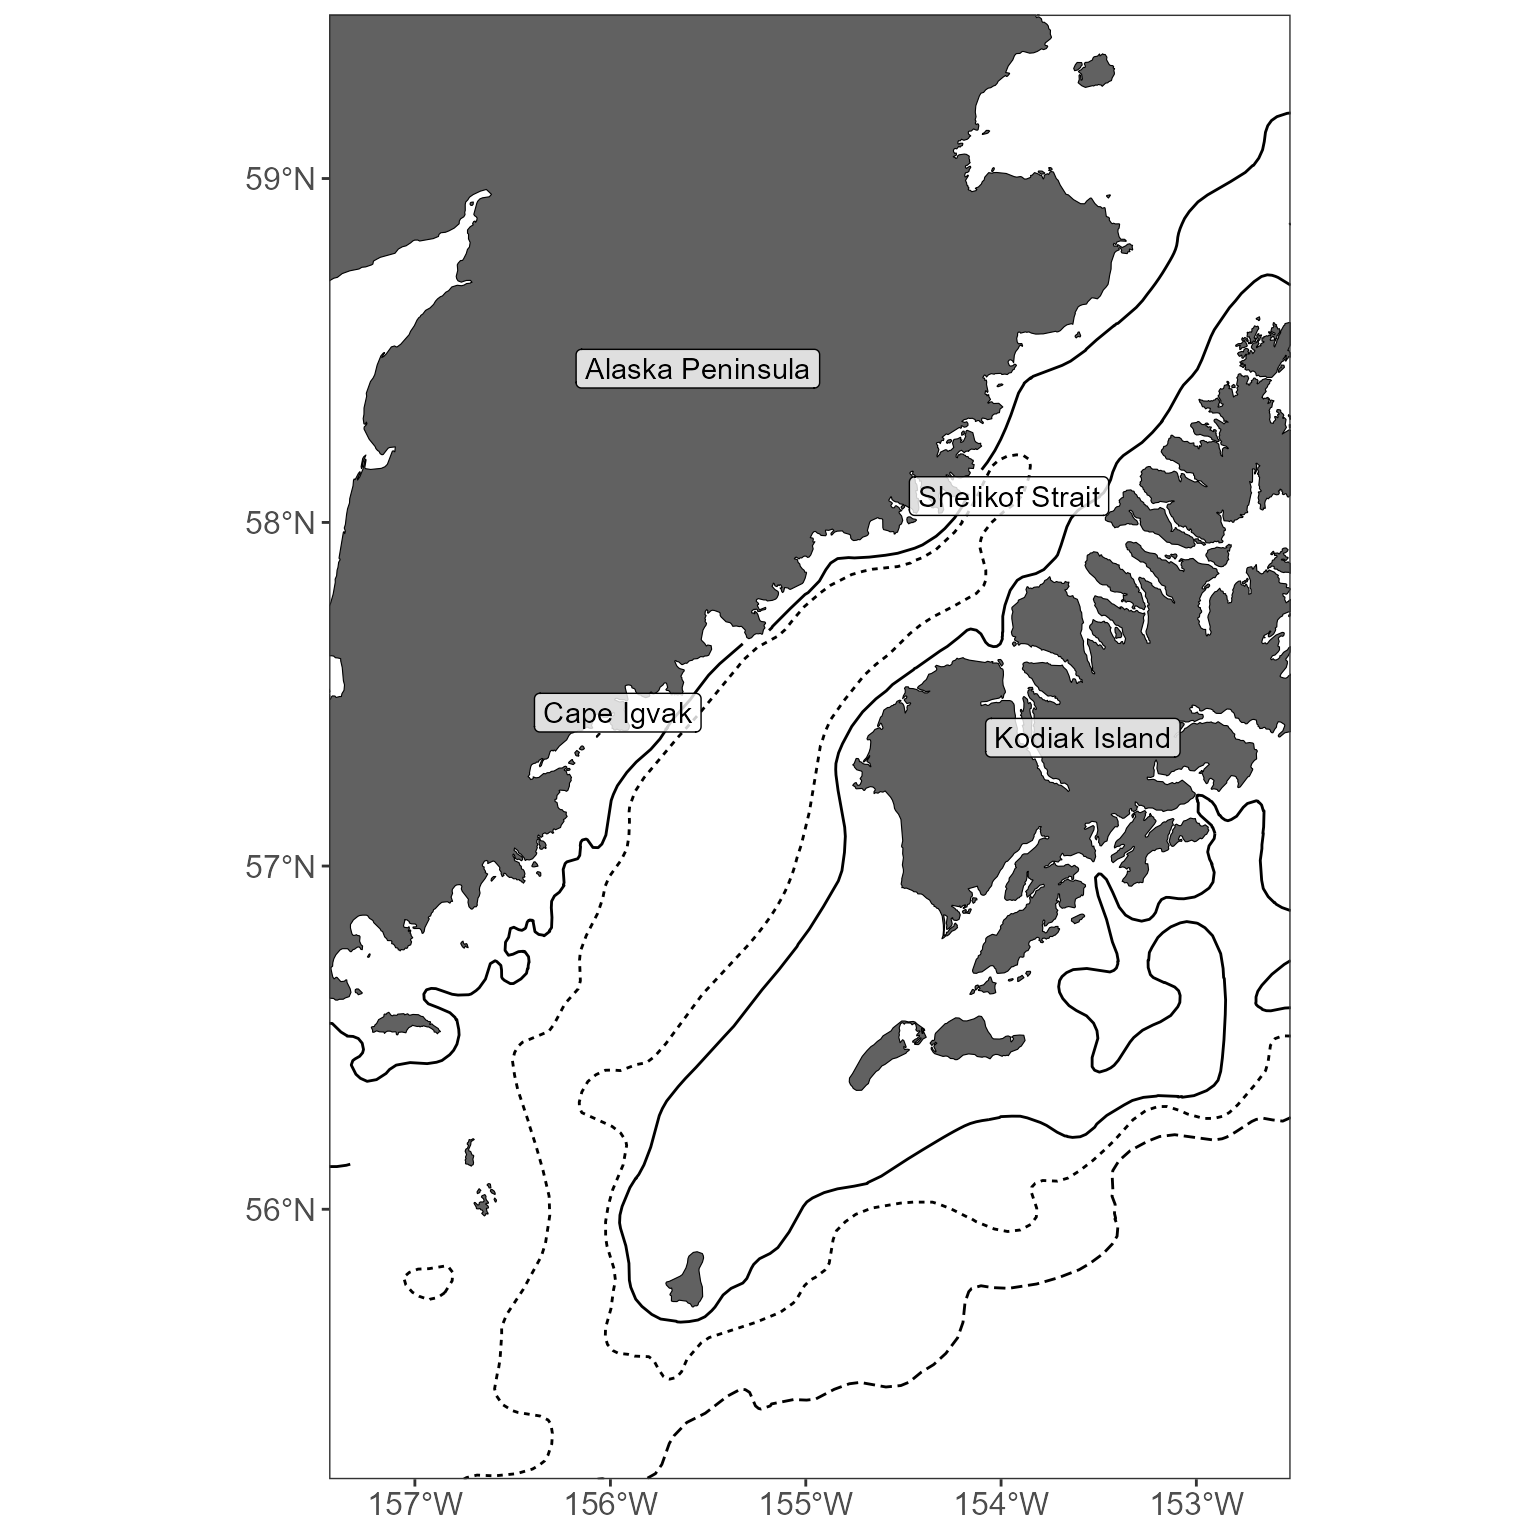 59°N
Alaska Peninsula
Shelikof Strait
58°N
Cape Igvak
Kodiak Island
57°N
56°N
157°W
156°W
155°W
154°W
153°W